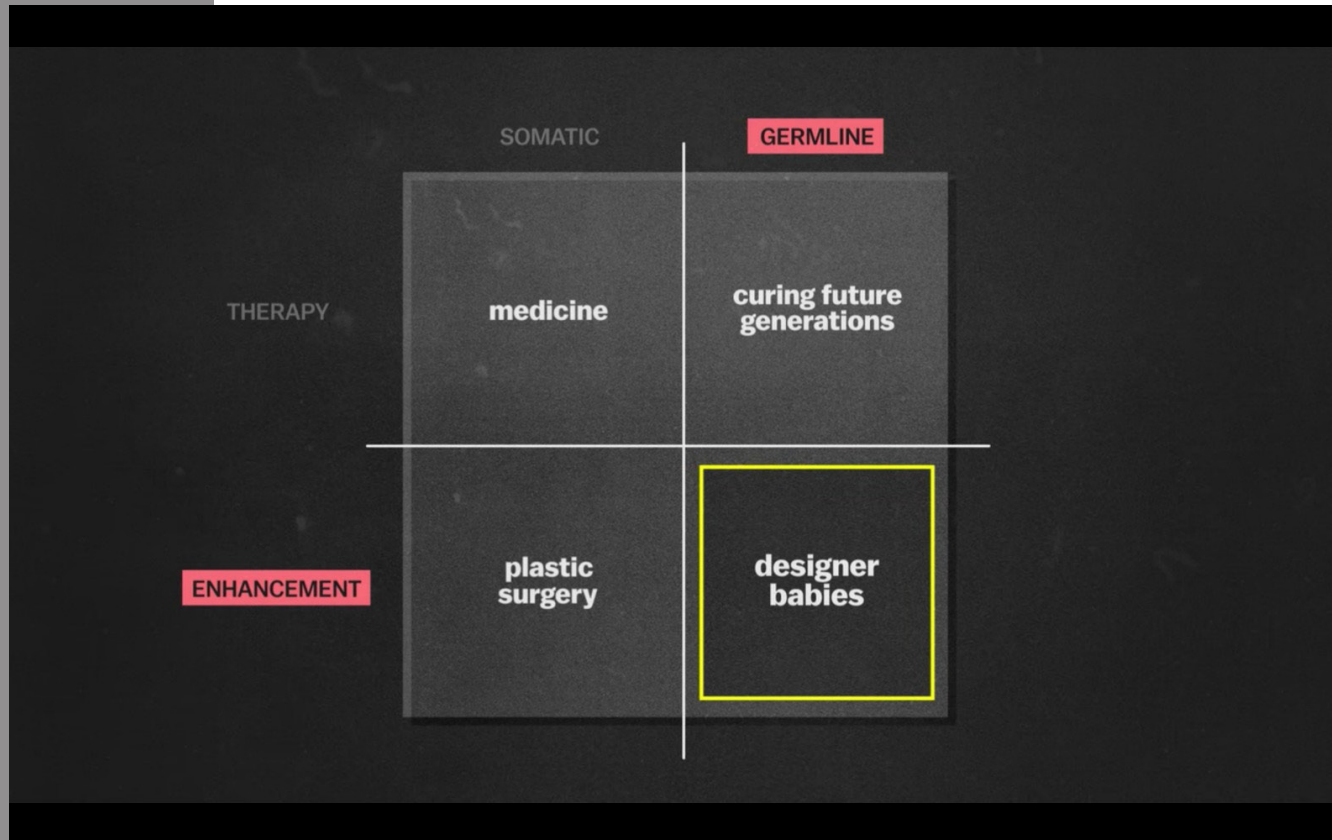 SOMATIC
GERMLINE
THERAPY
medicine
curing future
generations
ENHANCEMENT
plastic
surgery
designer
babies